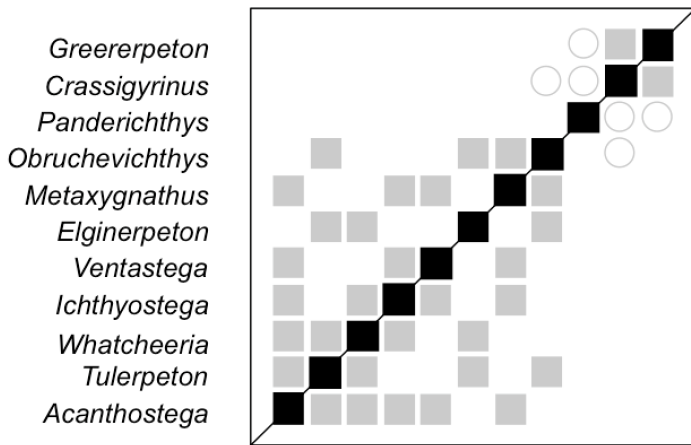 Greererpeton
Crassigyrinus
Panderichthys
Obruchevichthys
Metaxygnathus
Elginerpeton
Ventastega
Ichthyostega
Whatcheeria
Tulerpeton
Acanthostega